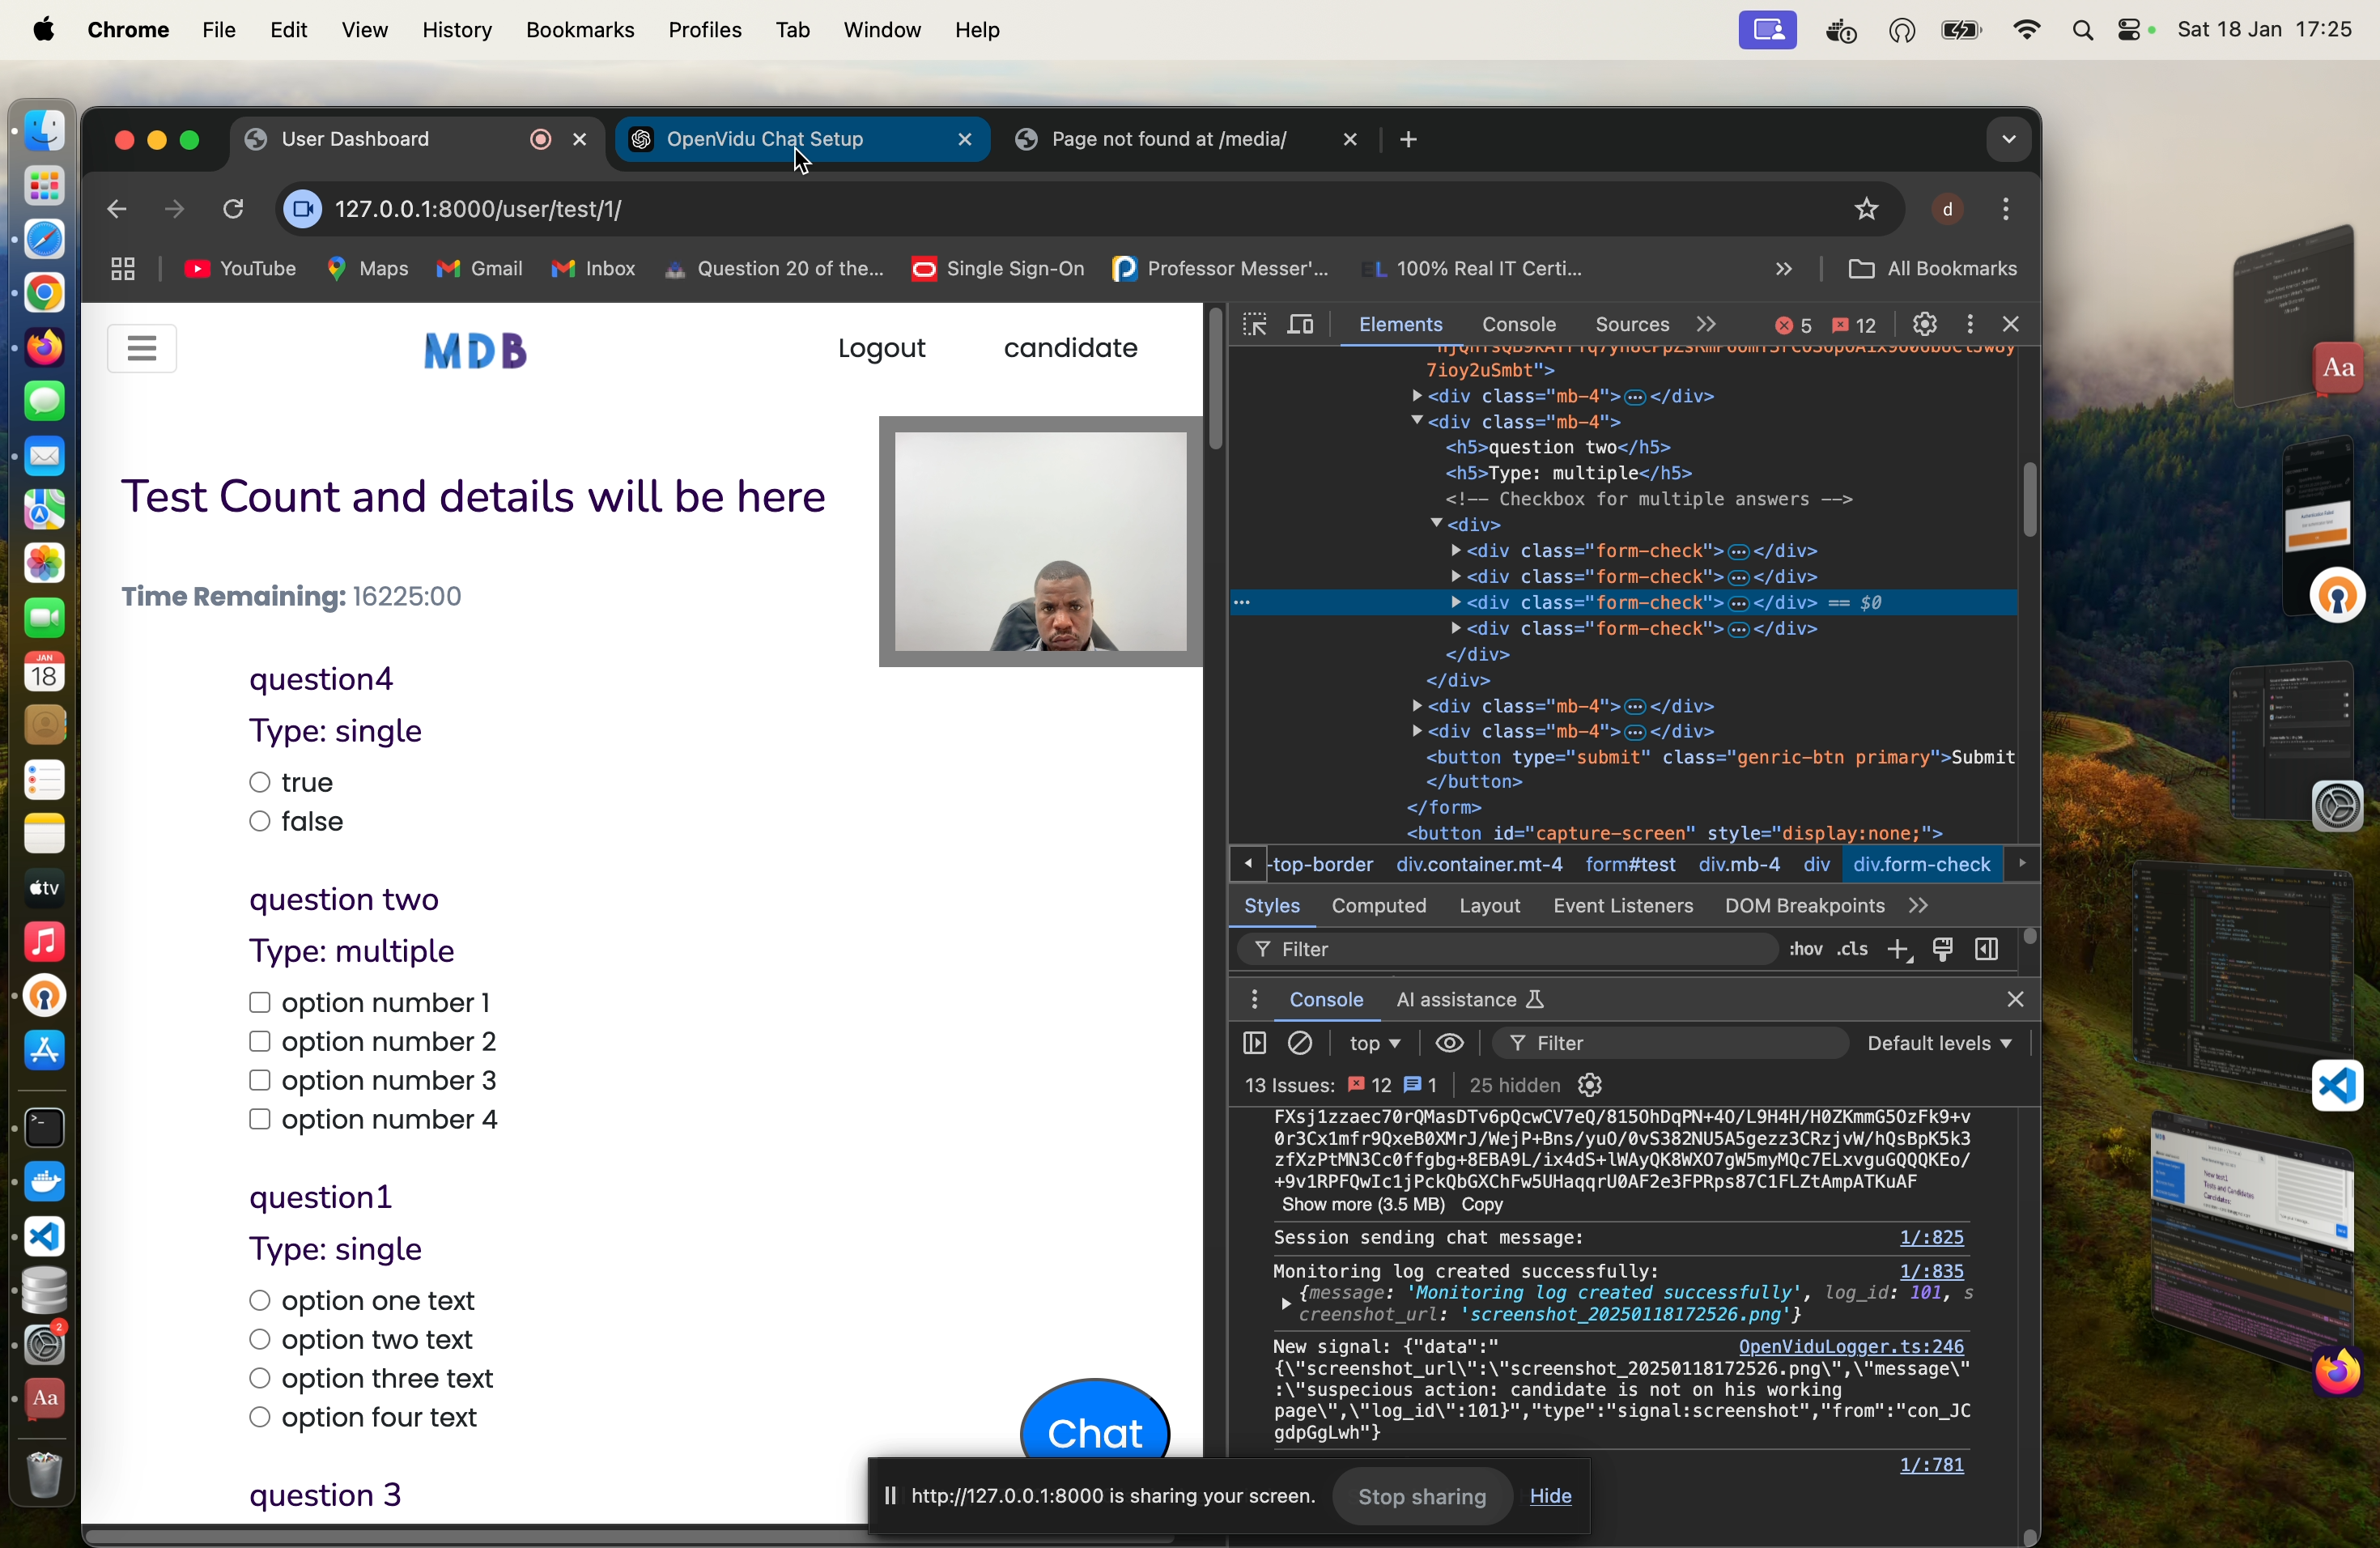 Chrome File Edit View History Bookmarks Profiles Tab Window Help Sat 18 Jan 17:25
User Dashboard
OpenVidu Chat Setup
Page not found at /media/
127.0.0.1:8000/user/test/1/
d
YouTube Maps Gmail Inbox Question 20 of the... Single Sign-On Professor Messer'... 100% Real IT Certi... All Bookmarks
MDB
Logout
candidate
Test Count and details will be here
Time Remaining: 16225:00
question4
Type: single
true
false
question two
Type: multiple
option number 1
option number 2
option number 3
option number 4
question1
Type: single
option one text
option two text
option three text
option four text
question 3
Chat
http://127.0.0.1:8000 is sharing your screen. Stop sharing Hide
Elements Console Sources 5 12
7ioy2uSmbt">
<div class="mb-4">…</div>
<div class="mb-4">
<h5>question two</h5>
<h5>Type: multiple</h5>
<!-- Checkbox for multiple answers -->
<div>
<div class="form-check">…</div>
<div class="form-check">…</div>
<div class="form-check">…</div> == $0
<div class="form-check">…</div>
</div>
</div>
<div class="mb-4">…</div>
<div class="mb-4">…</div>
<button type="submit" class="genric-btn primary">Submit
</button>
</form>
<button id="capture-screen" style="display:none;">
-top-border div.container.mt-4 form#test div.mb-4 div div.form-check
Styles Computed Layout Event Listeners DOM Breakpoints
Filter :hov .cls
Console AI assistance
top Filter Default levels
13 Issues: 12 1 25 hidden
FXsj1zzaec70rQMasDTv6pQcwCV7eQ/815OhDqPN+4O/L9H4H/H0ZKmmG5OzFk9+v
0r3Cx1mfr9QxeB0XMrJ/WejP+Bns/yuO/0vS382NU5A5gezz3CRzjvW/hQsBpK5k3
zfXzPtMN3Cc0ffgbg+8EBA9L/ix4dS+lWAyQK8WXO7gW5myMQc7ELxvguGQQQKEo/
+9v1RPFQwIc1jPckQbGXChFw5UHaqqrU0AF2e3FPRps87C1FLZtAmpATKuAF
Show more (3.5 MB) Copy
Session sending chat message: 1/:825
Monitoring log created successfully: 1/:835
{message: 'Monitoring log created successfully', log_id: 101, s
creenshot_url: 'screenshot_20250118172526.png'}
New signal: {"data":" OpenViduLogger.ts:246
{\"screenshot_url\":\"screenshot_20250118172526.png\",\"message\"
:\"suspecious action: candidate is not on his working
page\",\"log_id\":101}","type":"signal:screenshot","from":"con_JC
gdpGgLwh"}
1/:781
JAN
18
tv
2
Aa
Aa